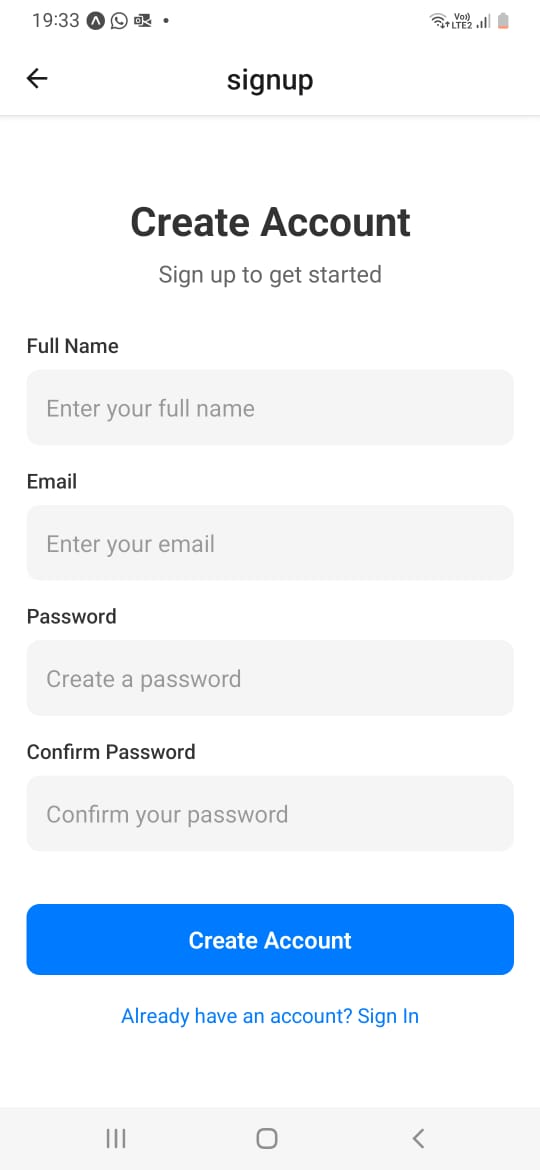 19:33
Vo))
LTE2
signup
Create Account
Sign up to get started
Full Name
Enter your full name
Email
Enter your email
Password
Create a password
Confirm Password
Confirm your password
Create Account
Already have an account? Sign In